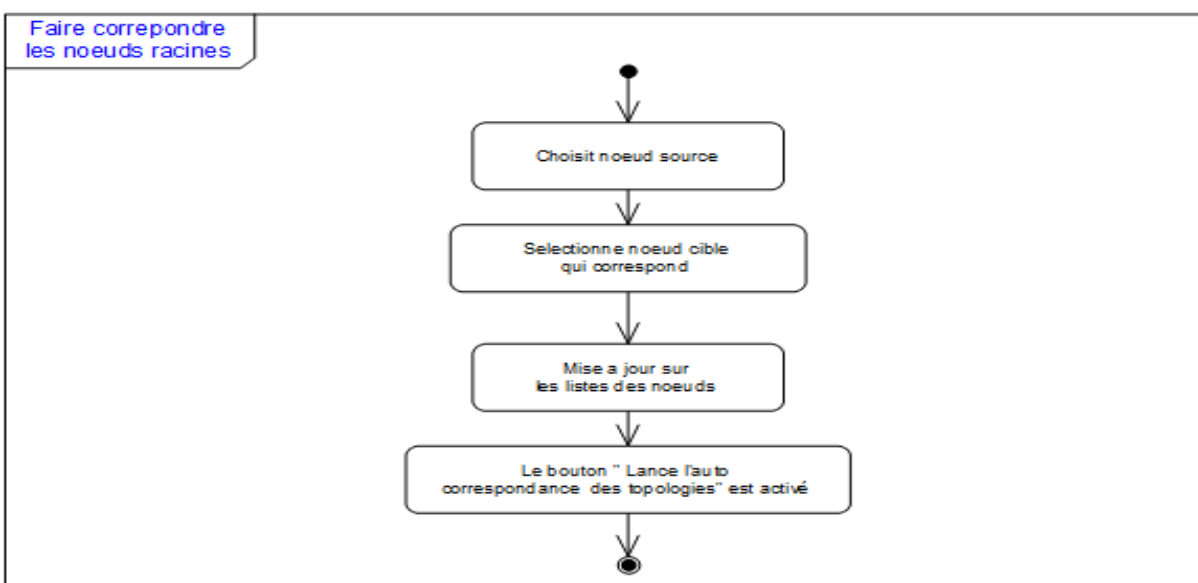 Faire correpondre
les noeuds racines
Choisit noeud source
Selectionne noeud cible
qui correspond
Mise a jour sur
les listes des noeuds
Le bouton " Lance l'auto
correspondance des topologies" est activé